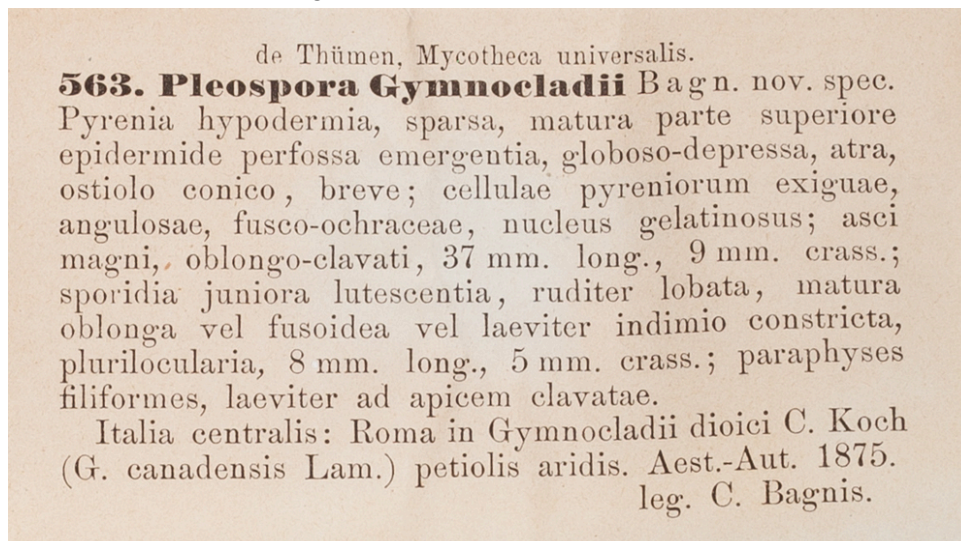 de Thümen, Mycotheca universalis.
563. Pleospora Gymnocladii Bagn. nov. spec.
Pyrenia hypodermia, sparsa, matura parte superiore
epidermide perfossa emergentia, globoso-depressa, atra,
ostiolo conico, breve; cellulae pyreniorum exiguae,
angulosae, fusco-ochraceae, nucleus gelatinosus; asci
magni, oblongo-clavati, 37 mm. long., 9 mm. crass.;
sporidia juniora lutescentia, ruditer lobata, matura
oblonga vel fusoidea vel laeviter indimio constricta,
plurilocularia, 8 mm. long., 5 mm. crass.; paraphyses
filiformes, laeviter ad apicem clavatae.
Italia centralis: Roma in Gymnocladii dioici C. Koch
(G. canadensis Lam.) petiolis aridis. Aest.-Aut. 1875.
leg. C. Bagnis.